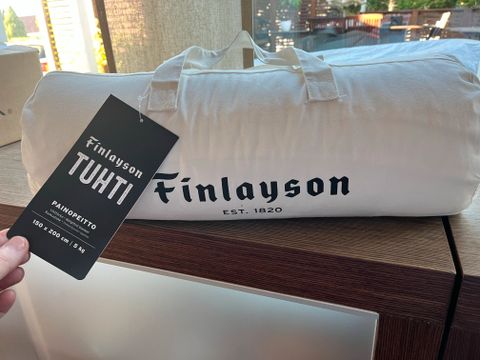 Finlayson
TUHTI
PAINOPEITTO
150 x 200 cm | 5 kg
Finlayson
EST. 1820